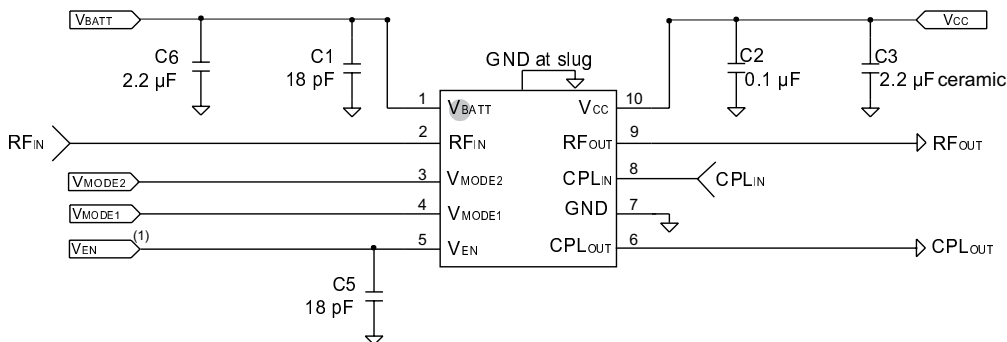 VBATT
VCC
C6
2.2 µF
C1
18 pF
GND at slug
C2
0.1 µF
C3
2.2 µF ceramic
1
VBATT
VCC
10
RFIN
2
RFIN
RFOUT
9
RFOUT
VMODE2
3
VMODE2
CPLIN
8
CPLIN
VMODE1
4
VMODE1
GND
7
VEN
(1)
5
VEN
CPLOUT
6
CPLOUT
C5
18 pF